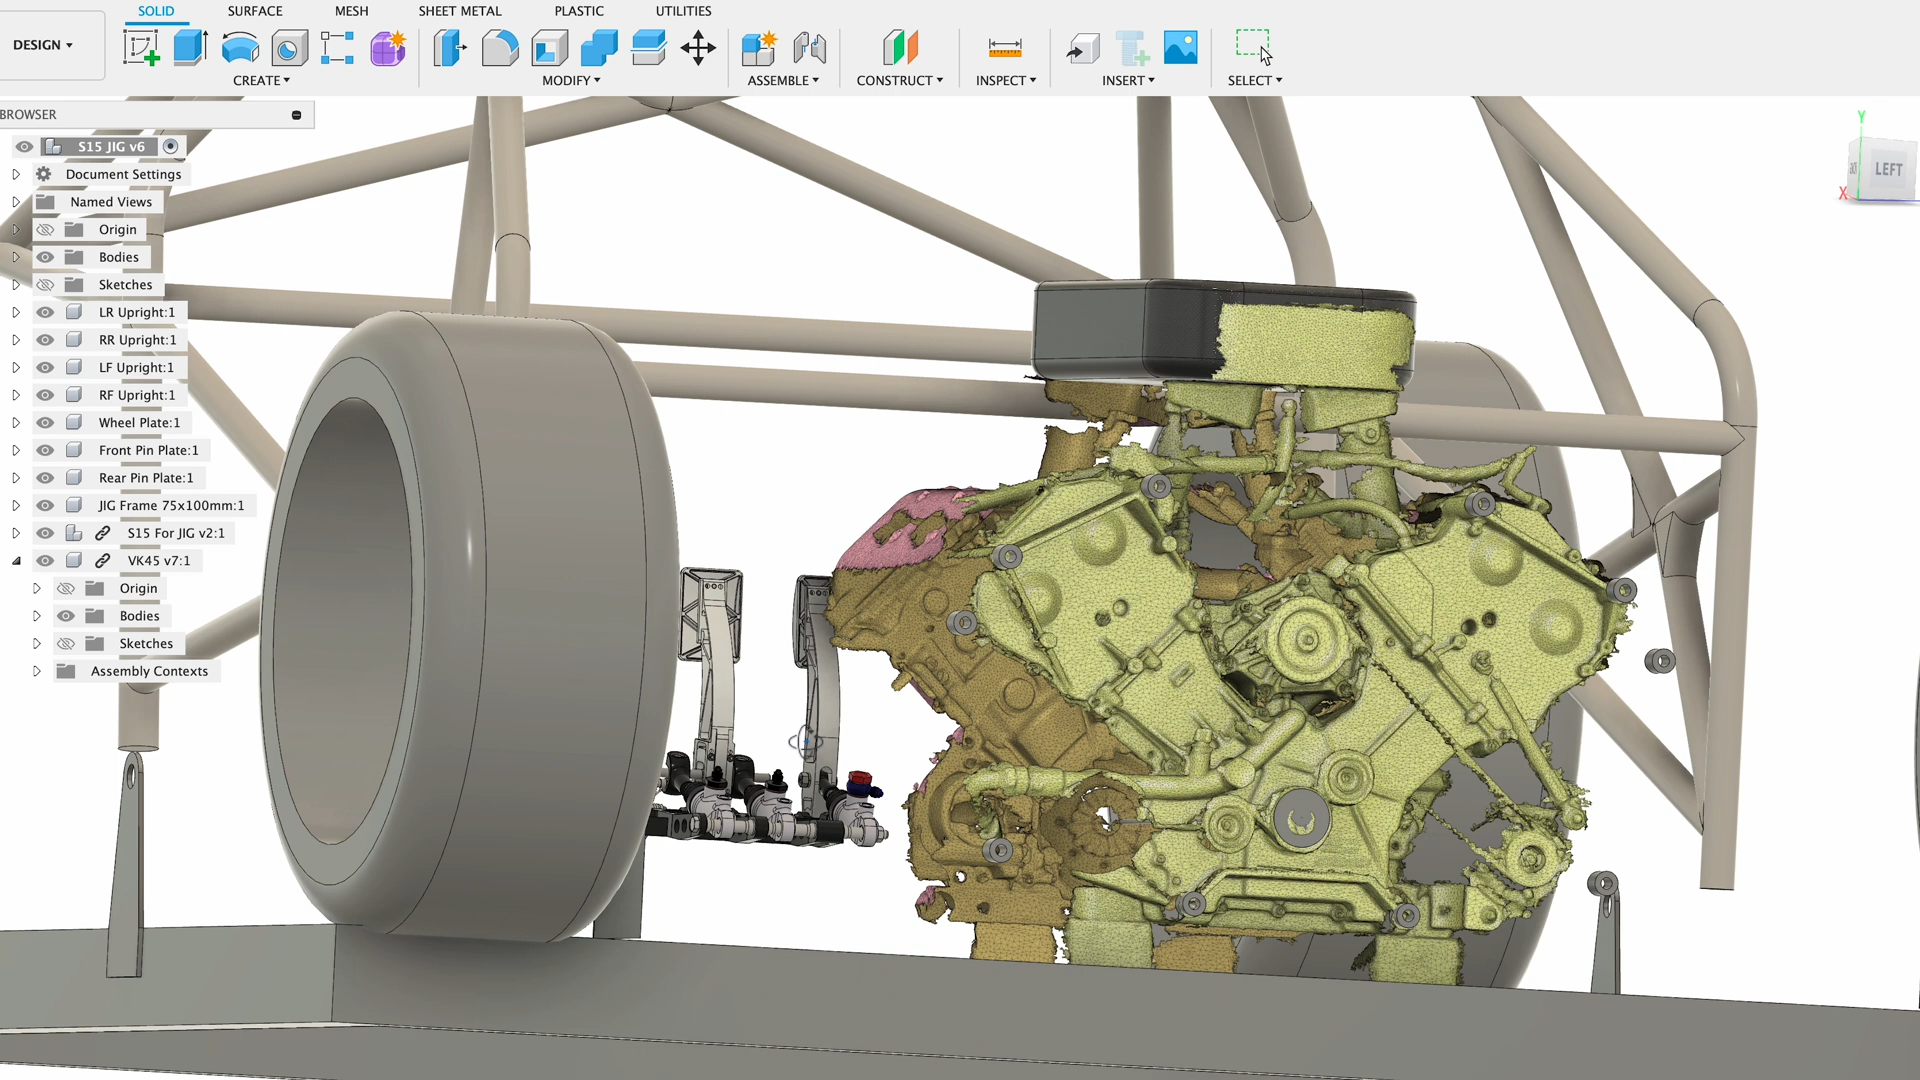 SOLID SURFACE MESH SHEET METAL PLASTIC UTILITIES
DESIGN
CREATE MODIFY ASSEMBLE CONSTRUCT INSPECT INSERT SELECT
BROWSER
S15 JIG v6
Document Settings
Named Views
Origin
Bodies
Sketches
LR Upright:1
RR Upright:1
LF Upright:1
RF Upright:1
Wheel Plate:1
Front Pin Plate:1
Rear Pin Plate:1
JIG Frame 75x100mm:1
S15 For JIG v2:1
VK45 v7:1
Origin
Bodies
Sketches
Assembly Contexts
Y
LEFT
X